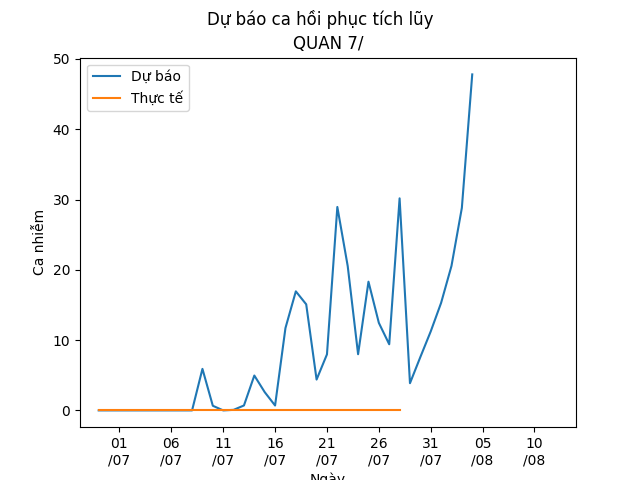 Dự báo ca hồi phục tích lũy
QUAN 7/
Dự báo
Thực tế
Ca nhiễm
50
40
30
20
10
0
01 06 11 16 21 26 31 05 10
/07 /07 /07 /07 /07 /07 /07 /08 /08
Ngày